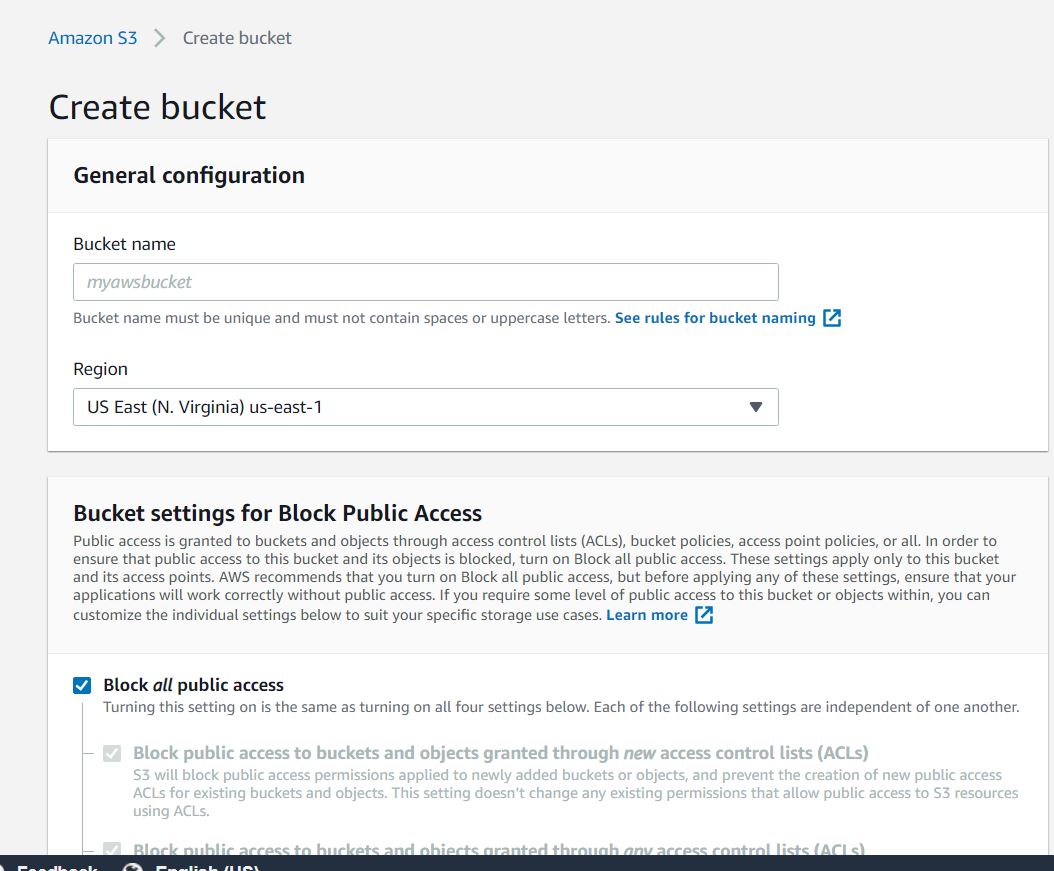 Amazon S3 > Create bucket
Create bucket
General configuration
Bucket name
myawsbucket
Bucket name must be unique and must not contain spaces or uppercase letters. See rules for bucket naming
Region
US East (N. Virginia) us-east-1
Bucket settings for Block Public Access
Public access is granted to buckets and objects through access control lists (ACLs), bucket policies, access point policies, or all. In order to
ensure that public access to this bucket and its objects is blocked, turn on Block all public access. These settings apply only to this bucket
and its access points. AWS recommends that you turn on Block all public access, but before applying any of these settings, ensure that your
applications will work correctly without public access. If you require some level of public access to this bucket or objects within, you can
customize the individual settings below to suit your specific storage use cases. Learn more
Block all public access
Turning this setting on is the same as turning on all four settings below. Each of the following settings are independent of one another.
Block public access to buckets and objects granted through new access control lists (ACLs)
S3 will block public access permissions applied to newly added buckets or objects, and prevent the creation of new public access
ACLs for existing buckets and objects. This setting doesn't change any existing permissions that allow public access to S3 resources
using ACLs.
Block public access to buckets and objects granted through any access control lists (ACLs)
Feedback English (US)